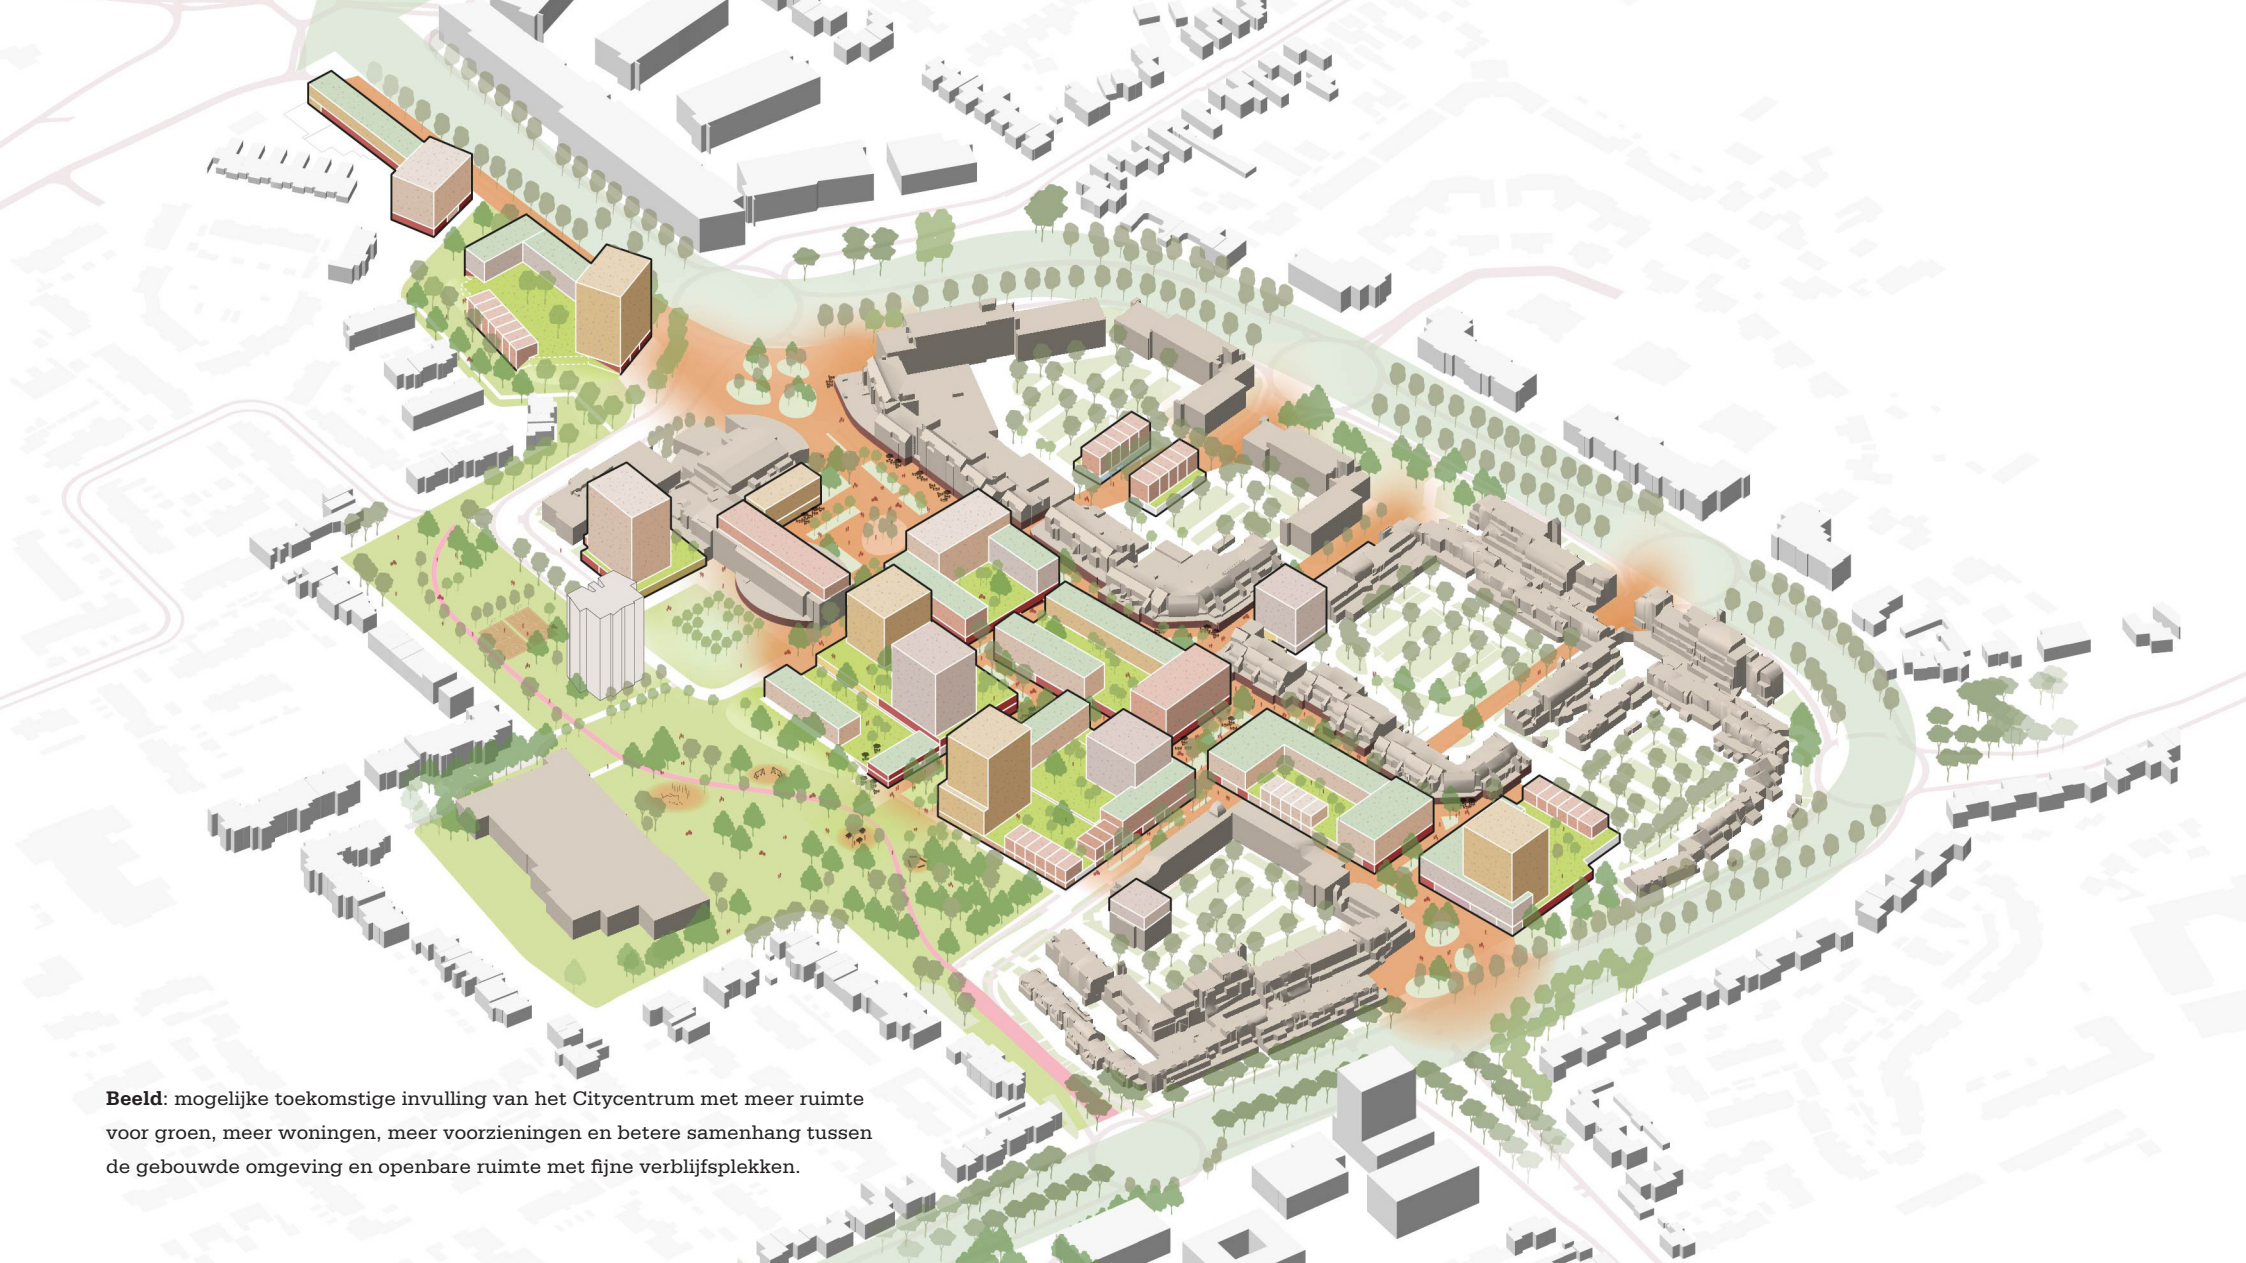 Beeld: mogelijke toekomstige invulling van het Citycentrum met meer ruimte
voor groen, meer woningen, meer voorzieningen en betere samenhang tussen
de gebouwde omgeving en openbare ruimte met fijne verblijfsplekken.